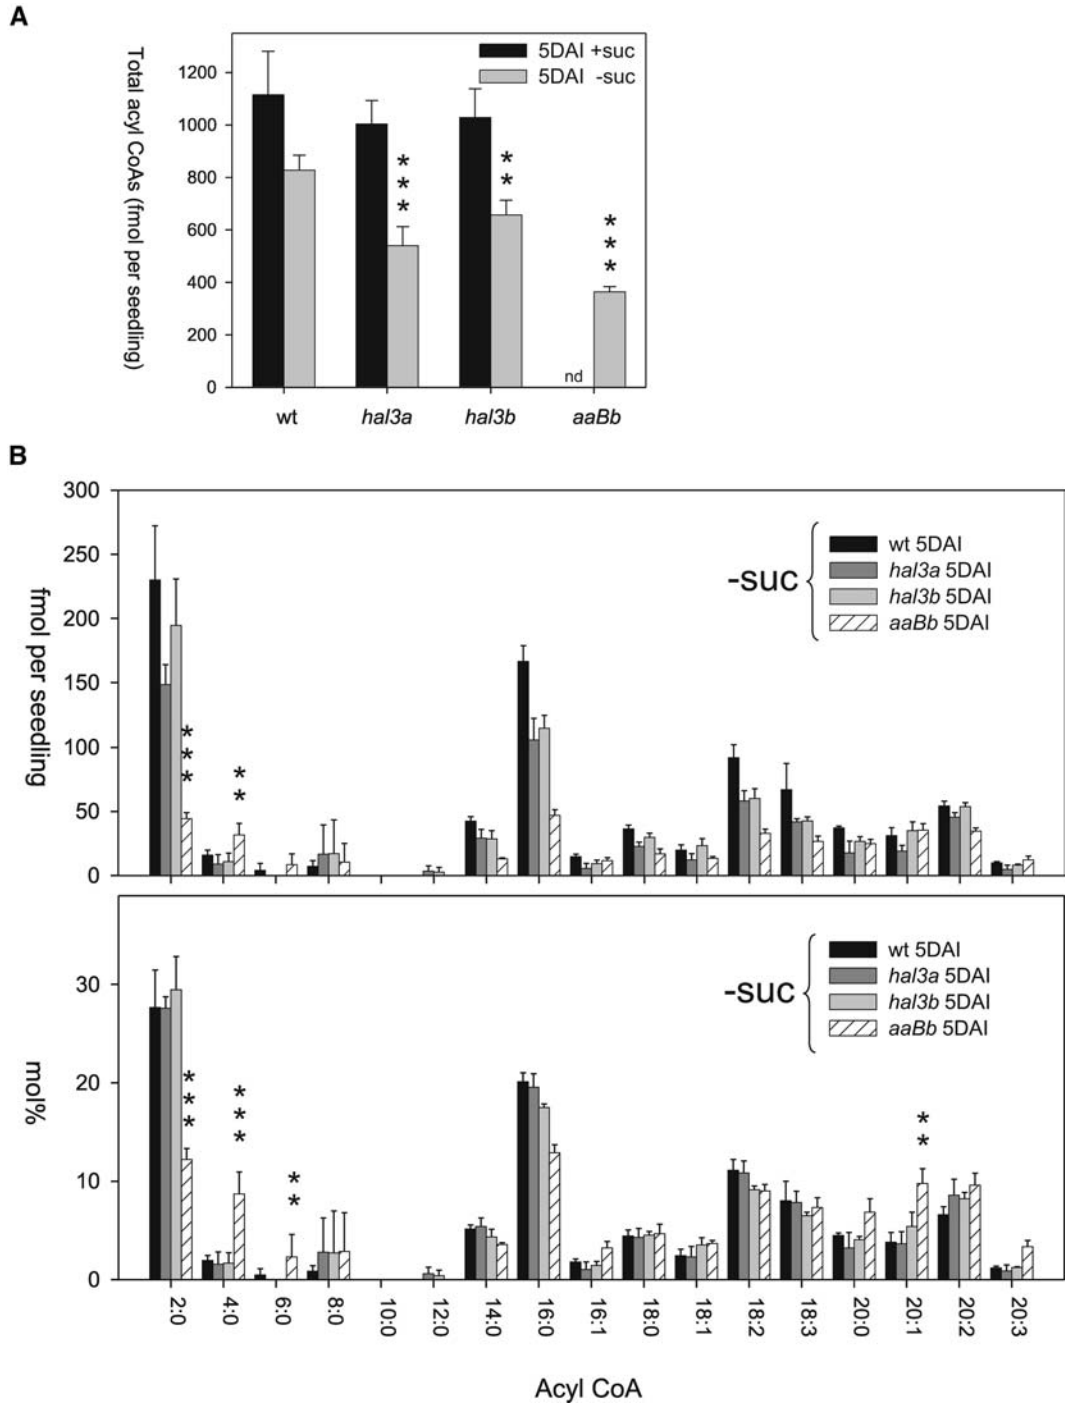 A
Total acyl CoAs (fmol per seedling)
1200
1000
800
600
400
200
0
5DAI +suc
5DAI -suc
***
**
***
nd
wt
hal3a
hal3b
aaBb
B
fmol per seedling
300
250
200
150
100
50
0
-suc
wt 5DAI
hal3a 5DAI
hal3b 5DAI
aaBb 5DAI
***
**
mol%
30
20
10
0
-suc
wt 5DAI
hal3a 5DAI
hal3b 5DAI
aaBb 5DAI
***
***
**
**
2:0
4:0
6:0
8:0
10:0
12:0
14:0
16:0
16:1
18:0
18:1
18:2
18:3
20:0
20:1
20:2
20:3
Acyl CoA